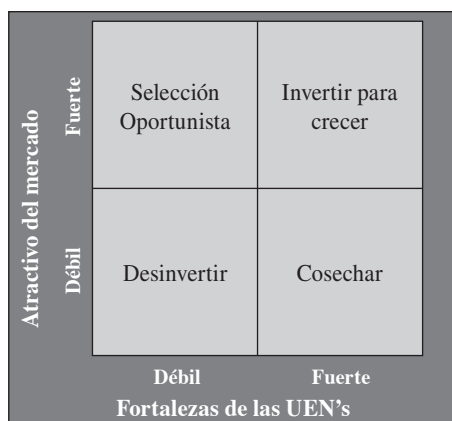 Atractivo del mercado
Fuerte
Débil
Selección
Oportunista
Invertir para
crecer
Desinvertir
Cosechar
Débil
Fuerte
Fortalezas de las UEN's